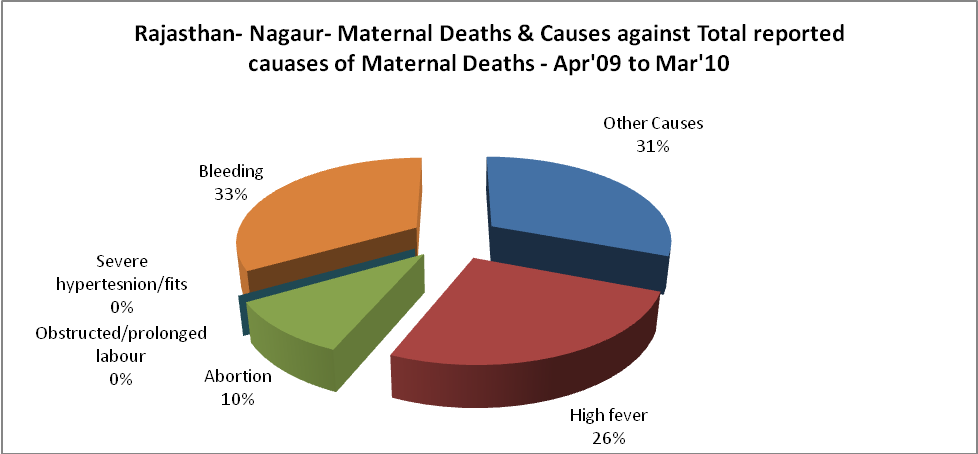 Rajasthan- Nagaur- Maternal Deaths & Causes against Total reported
cauases of Maternal Deaths - Apr'09 to Mar'10
Other Causes
31%
Bleeding
33%
Severe
hypertesnion/fits
0%
Obstructed/prolonged
labour
0%
Abortion
10%
High fever
26%